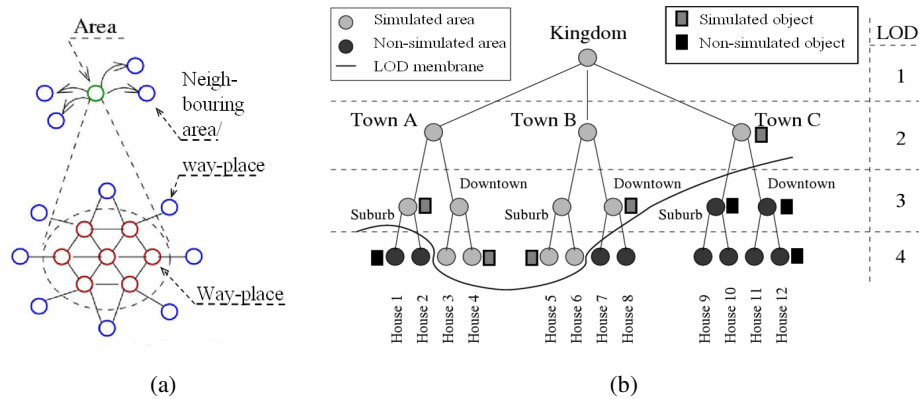 Area
Neigh-
bouring
area/
way-place
Way-place
(a)
Simulated area
Non-simulated area
LOD membrane
Kingdom
Simulated object
Non-simulated object
LOD
1
Town A
Town B
Town C
2
Suburb
Downtown
Suburb
Downtown
Suburb
Downtown
3
4
House 1
House 2
House 3
House 4
House 5
House 6
House 7
House 8
House 9
House 10
House 11
House 12
(b)